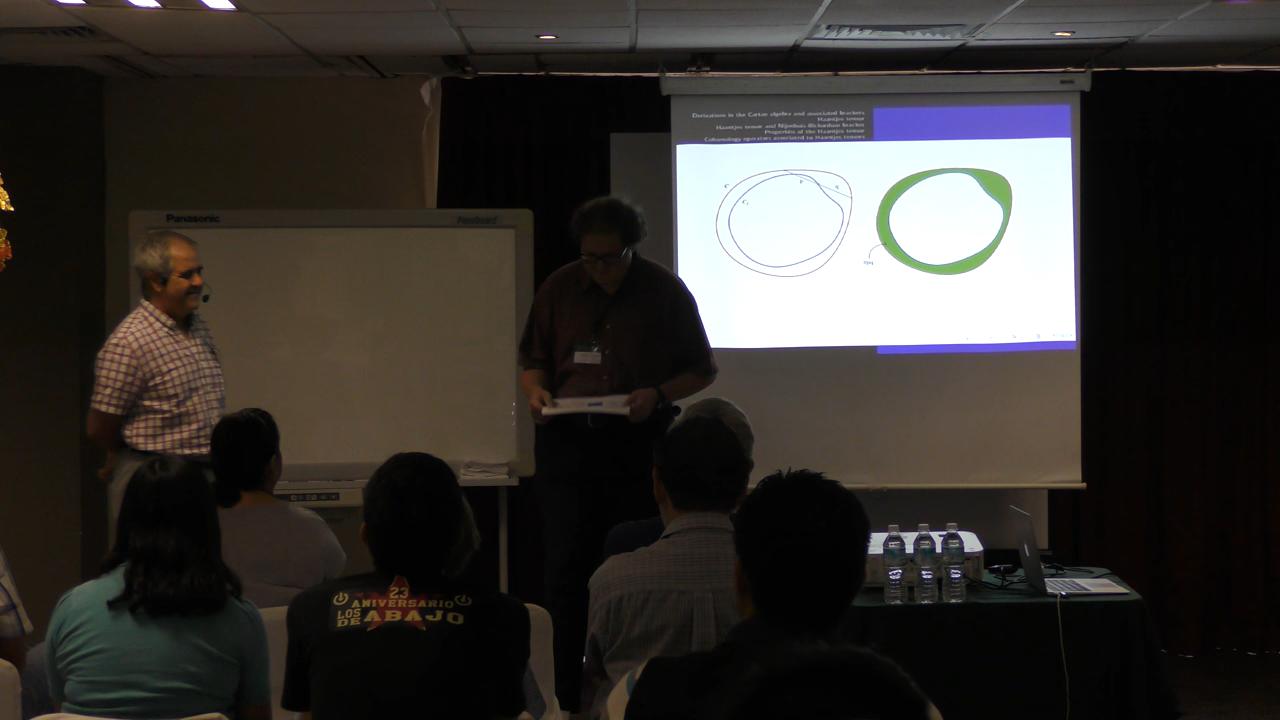 Panasonic
Panaboard
Derivations in the Cartan algebra and associated brackets
Haantjes tensor
Haantjes tensor and Nijenhuis-Richardson bracket
Properties of the Haantjes tensor
Cohomology operators associated to Haantjes tensors
23
ANIVERSARIO
LOS
DE ABAJO